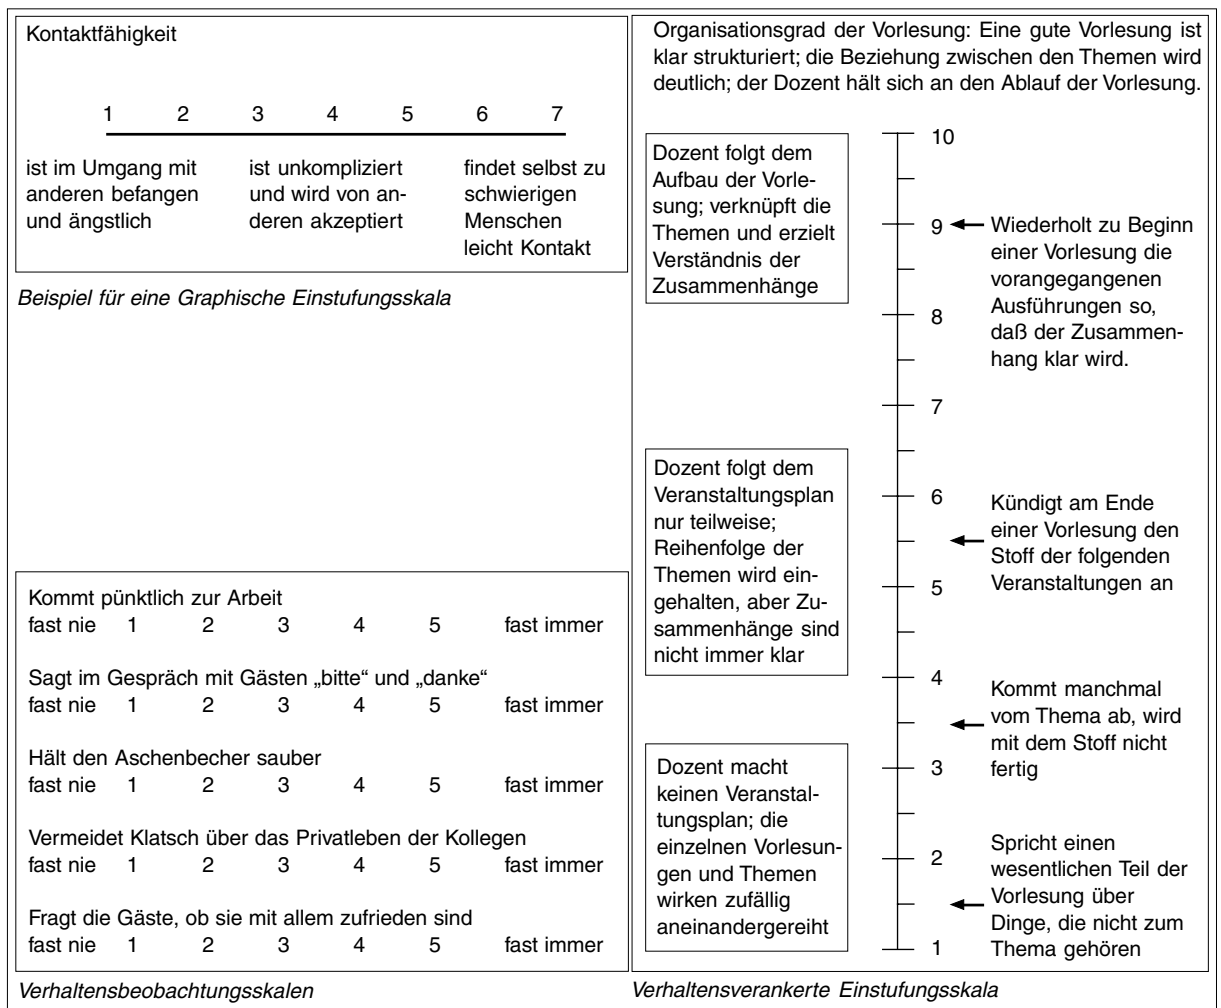 Kontaktfähigkeit
1 2 3 4 5 6 7
ist im Umgang mit
anderen befangen
und ängstlich
ist unkompliziert
und wird von an-
deren akzeptiert
findet selbst zu
schwierigen
Menschen
leicht Kontakt
Beispiel für eine Graphische Einstufungsskala
Kommt pünktlich zur Arbeit
fast nie 1 2 3 4 5 fast immer
Sagt im Gespräch mit Gästen „bitte“ und „danke“
fast nie 1 2 3 4 5 fast immer
Hält den Aschenbecher sauber
fast nie 1 2 3 4 5 fast immer
Vermeidet Klatsch über das Privatleben der Kollegen
fast nie 1 2 3 4 5 fast immer
Fragt die Gäste, ob sie mit allem zufrieden sind
fast nie 1 2 3 4 5 fast immer
Verhaltensbeobachtungsskalen
Organisationsgrad der Vorlesung: Eine gute Vorlesung ist
klar strukturiert; die Beziehung zwischen den Themen wird
deutlich; der Dozent hält sich an den Ablauf der Vorlesung.
Dozent folgt dem
Aufbau der Vorle-
sung; verknüpft die
Themen und erzielt
Verständnis der
Zusammenhänge
Dozent folgt dem
Veranstaltungsplan
nur teilweise;
Reihenfolge der
Themen wird ein-
gehalten, aber Zu-
sammenhänge sind
nicht immer klar
Dozent macht
keinen Veranstal-
tungsplan; die
einzelnen Vorlesun-
gen und Themen
wirken zufällig
aneinandergereiht
10
9
8
7
6
5
4
3
2
1
Wiederholt zu Beginn
einer Vorlesung die
vorangegangenen
Ausführungen so,
daß der Zusammen-
hang klar wird.
Kündigt am Ende
einer Vorlesung den
Stoff der folgenden
Veranstaltungen an
Kommt manchmal
vom Thema ab, wird
mit dem Stoff nicht
fertig
Spricht einen
wesentlichen Teil der
Vorlesung über
Dinge, die nicht zum
Thema gehören
Verhaltensverankerte Einstufungsskala